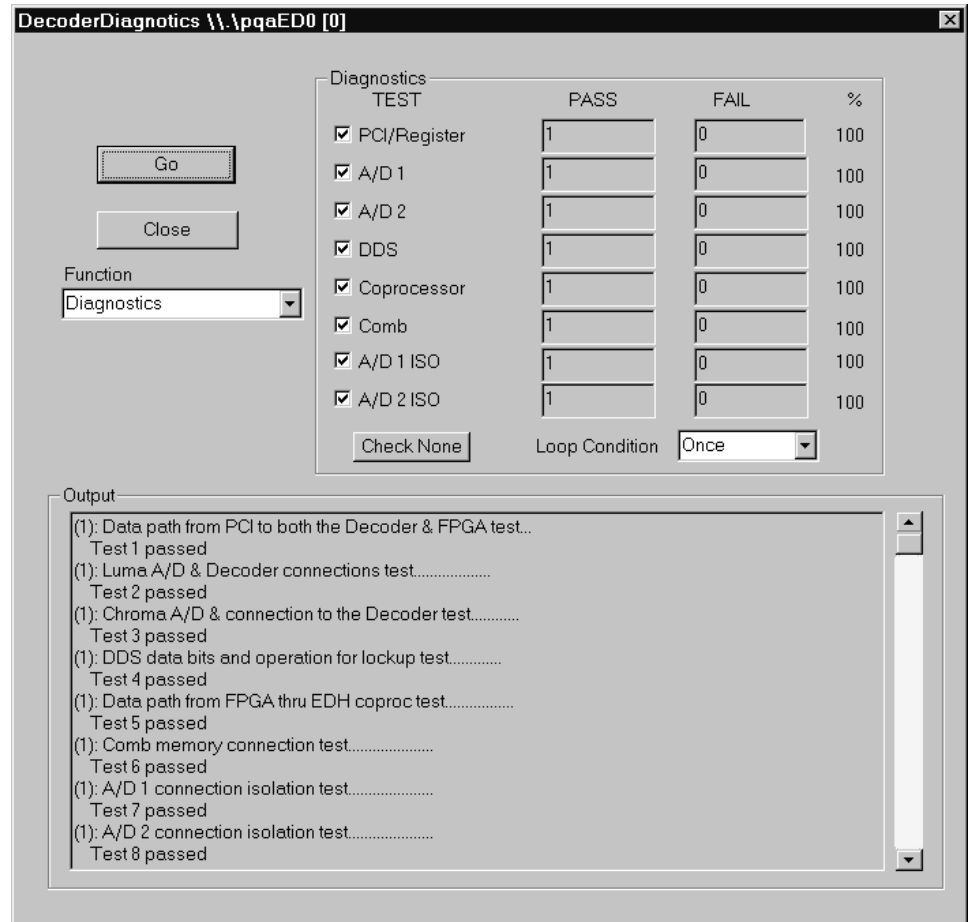 DecoderDiagnotics \\.\pqaED0 [0]
Diagnostics
TEST PASS FAIL %
PCI/Register 1 0 100
Go
A/D 1 1 0 100
A/D 2 1 0 100
Close
DDS 1 0 100
Function
Diagnostics
Coprocessor 1 0 100
Comb 1 0 100
A/D 1 ISO 1 0 100
A/D 2 ISO 1 0 100
Check None Loop Condition Once
Output
(1): Data path from PCI to both the Decoder & FPGA test...
Test 1 passed
(1): Luma A/D & Decoder connections test...................
Test 2 passed
(1): Chroma A/D & connection to the Decoder test............
Test 3 passed
(1): DDS data bits and operation for lockup test.............
Test 4 passed
(1): Data path from FPGA thru EDH coproc test.................
Test 5 passed
(1): Comb memory connection test.....................
Test 6 passed
(1): A/D 1 connection isolation test.....................
Test 7 passed
(1): A/D 2 connection isolation test.....................
Test 8 passed